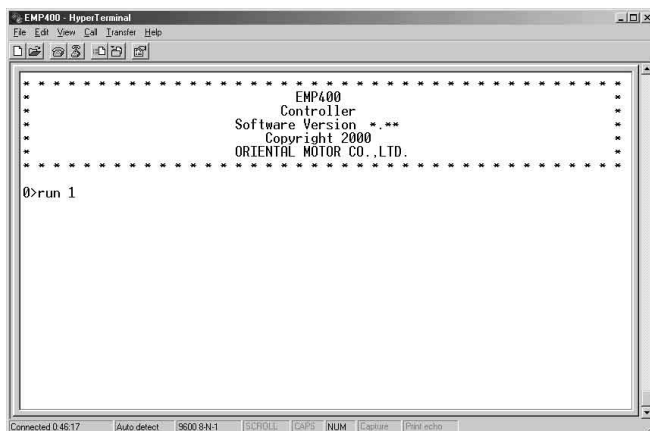 EMP400 - HyperTerminal
File Edit View Call Transfer Help
* * * * * * * * * * * * * * * * * * * * * * * * * * * * * * * * * * *
* EMP400 *
* Controller *
* Software Version *.** *
* Copyright 2000 *
* ORIENTAL MOTOR CO.,LTD. *
* * * * * * * * * * * * * * * * * * * * * * * * * * * * * * * * * * *
0>run 1
Connected 0:46:17 Auto detect 9600 8-N-1 SCROLL CAPS NUM Capture Print echo